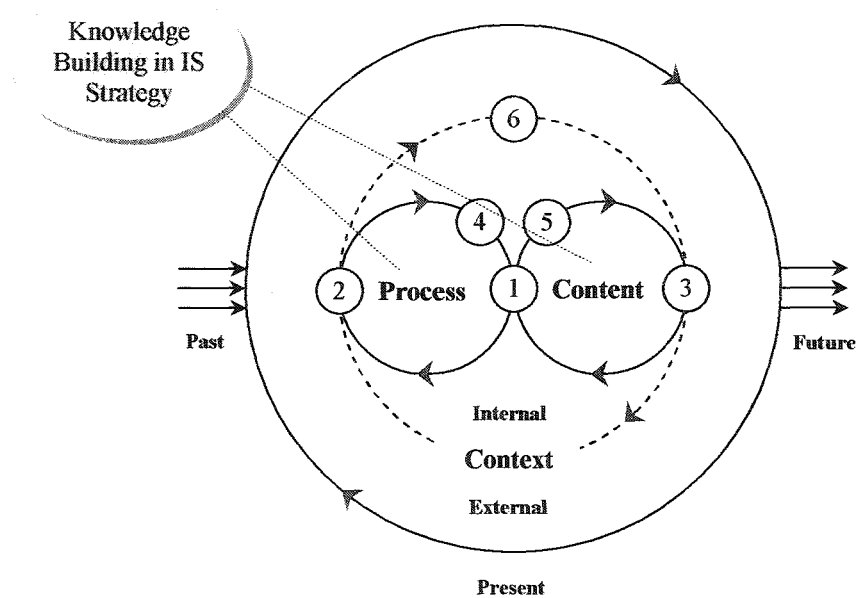 Knowledge
Building in IS
Strategy
6
4
5
2
Process
1
Content
3
Past
Future
Internal
Context
External
Present